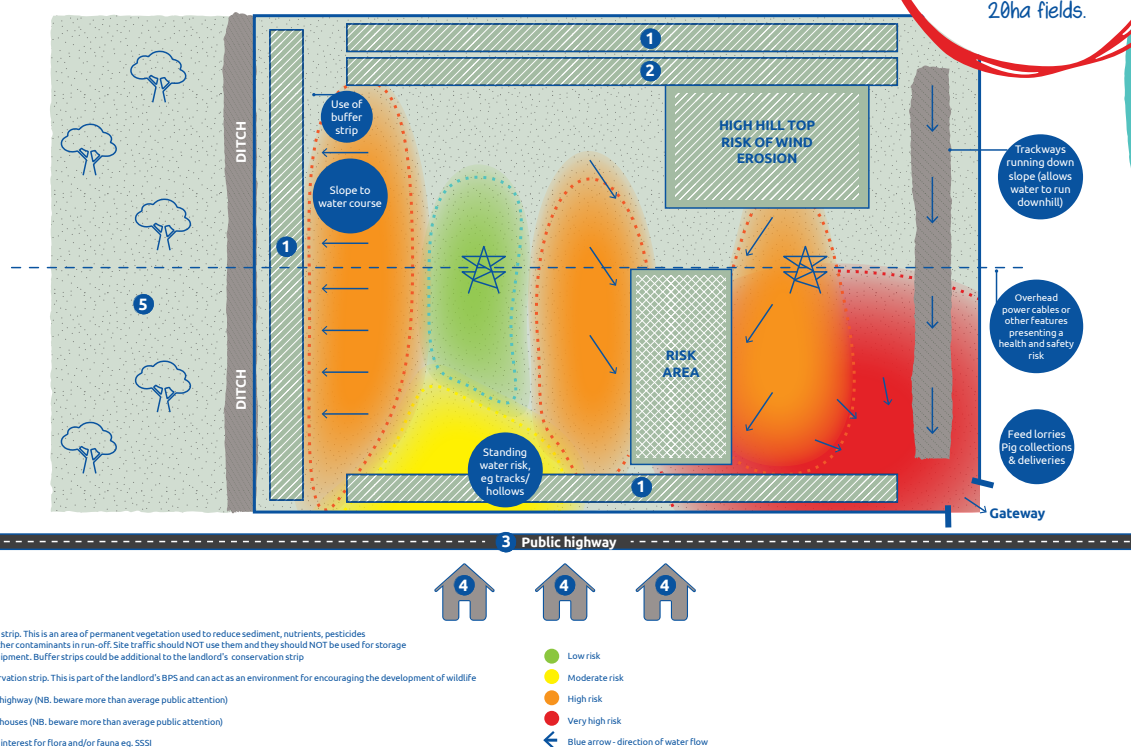 20ha fields.
1
2
DITCH
Use of
buffer
strip
HIGH HILL TOP
RISK OF WIND
EROSION
Trackways
running down
slope (allows
water to run
downhill)
Slope to
water course
1
5
Overhead
power cables or
other features
presenting a
health and safety
risk
RISK
AREA
DITCH
Feed lorries
Pig collections
& deliveries
Standing
water risk,
eg tracks/
hollows
1
Gateway
3 Public highway
4
4
4
strip. This is an area of permanent vegetation used to reduce sediment, nutrients, pesticides
ther contaminants in run-off. Site traffic should NOT use them and they should NOT be used for storage
ipment. Buffer strips could be additional to the landlord's conservation strip
rvation strip. This is part of the landlord's BPS and can act as an environment for encouraging the development of wildlife
highway (NB. beware more than average public attention)
houses (NB. beware more than average public attention)
interest for flora and/or fauna eg. SSSI
Low risk
Moderate risk
High risk
Very high risk
Blue arrow - direction of water flow